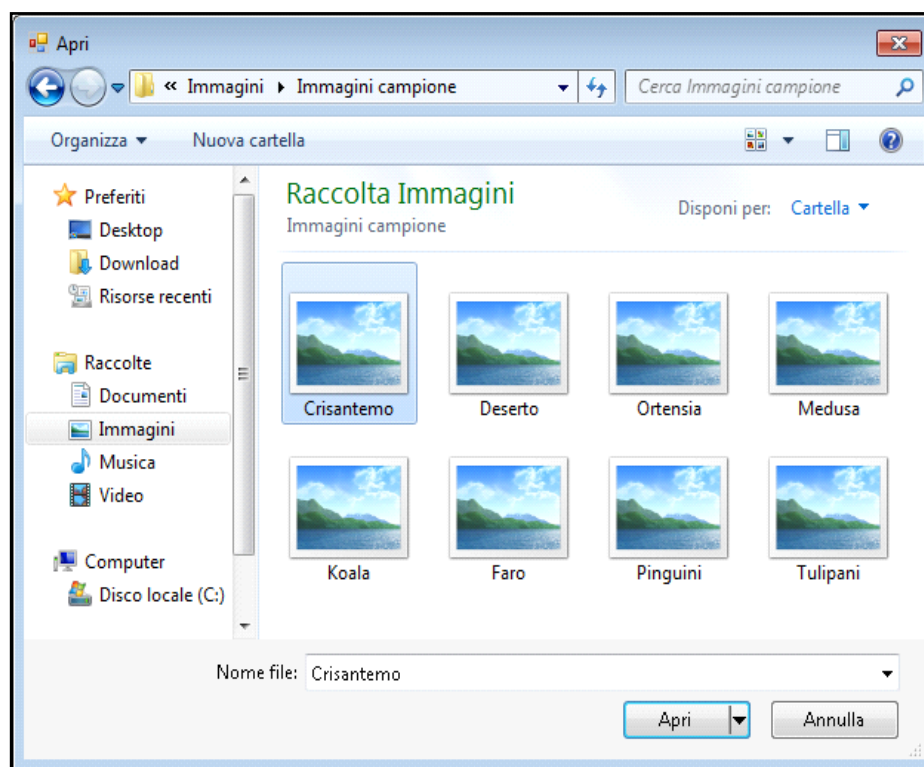 Apri
« Immagini ▸ Immagini campione
Cerca Immagini campione
Organizza
Nuova cartella
Preferiti
Desktop
Download
Risorse recenti
Raccolte
Documenti
Immagini
Musica
Video
Computer
Disco locale (C:)
Raccolta Immagini
Immagini campione
Disponi per: Cartella
Crisantemo Deserto Ortensia Medusa
Koala Faro Pinguini Tulipani
Nome file: Crisantemo
Apri Annulla